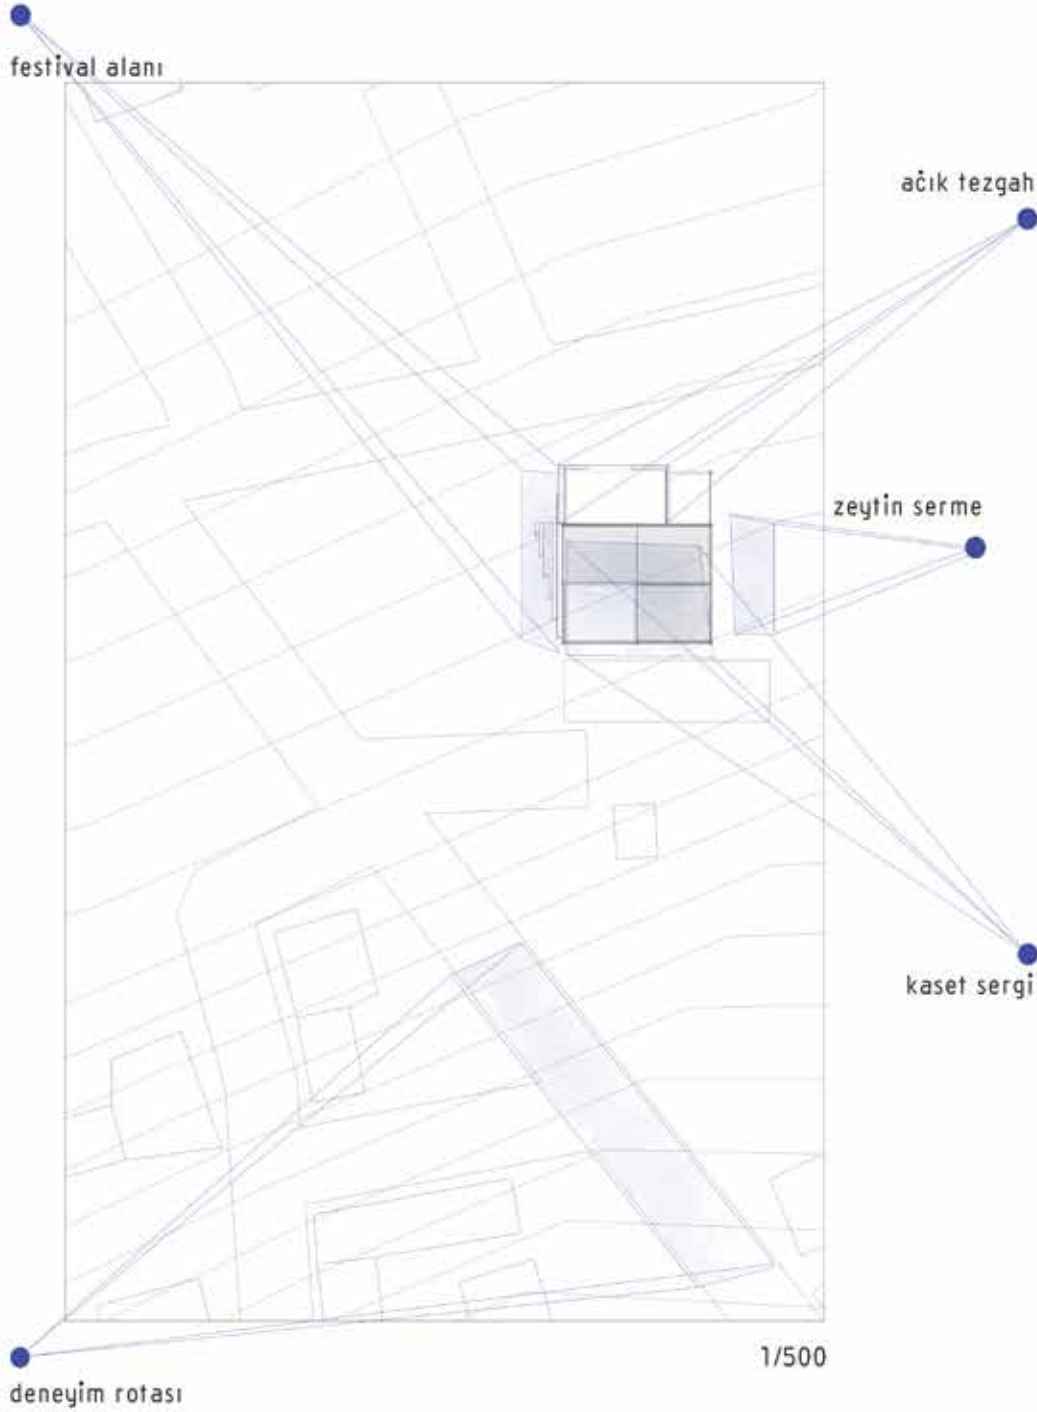 festival alanı
açık tezgah
zeytin serme
kaset sergi
1/500
deneyim rotası